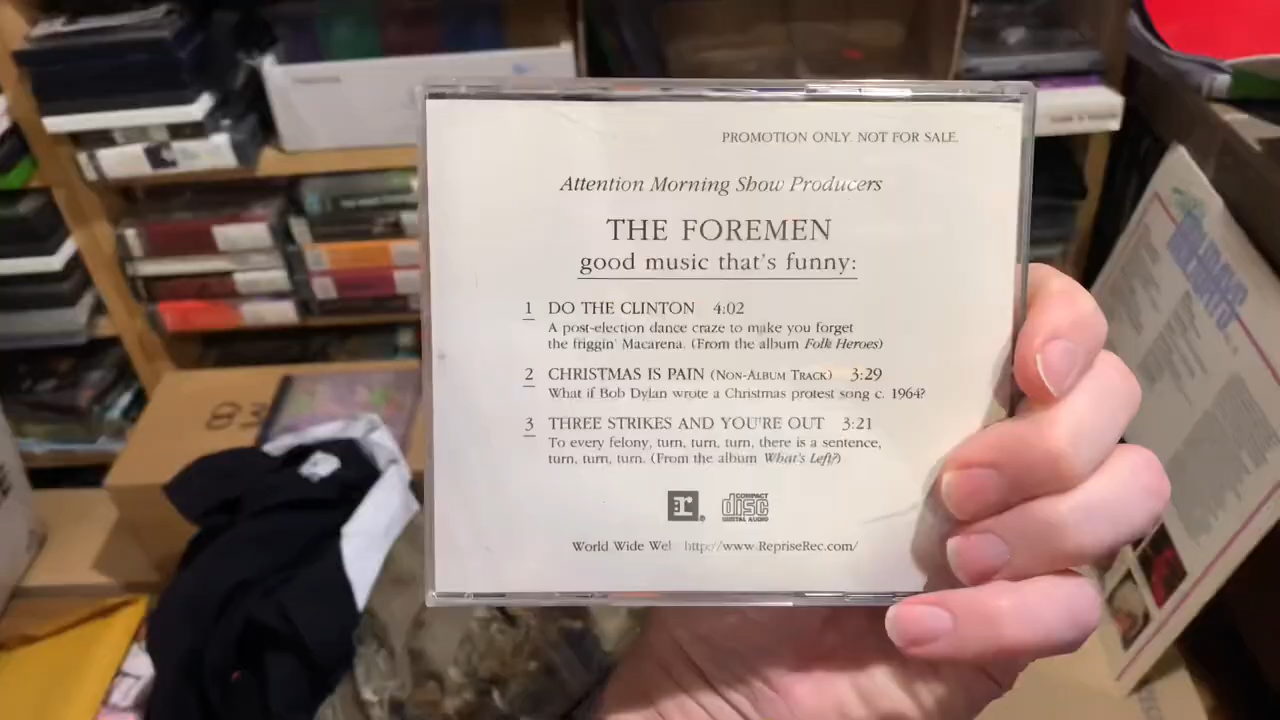 PROMOTION ONLY. NOT FOR SALE.
Attention Morning Show Producers
THE FOREMEN
good music that's funny:
1 DO THE CLINTON 4:02
A post-election dance craze to make you forget
the friggin' Macarena. (From the album Folk Heroes)
2 CHRISTMAS IS PAIN (NON-ALBUM TRACK) 3:29
What if Bob Dylan wrote a Christmas protest song c. 1964?
3 THREE STRIKES AND YOU'RE OUT 3:21
To every felony, turn, turn, turn, there is a sentence,
turn, turn, turn. (From the album What's Left?)
r® COMPACT disc DIGITAL AUDIO
World Wide Web http://www.RepriseRec.com/